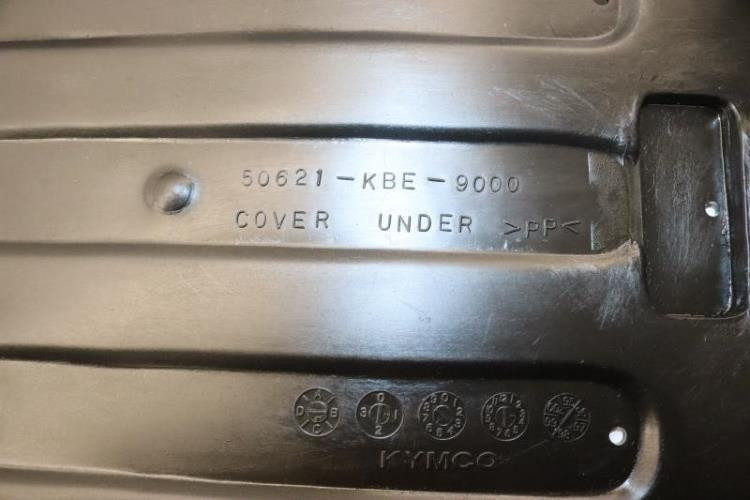 50621-KBE-9000
COVER UNDER >PP<
KYMCO